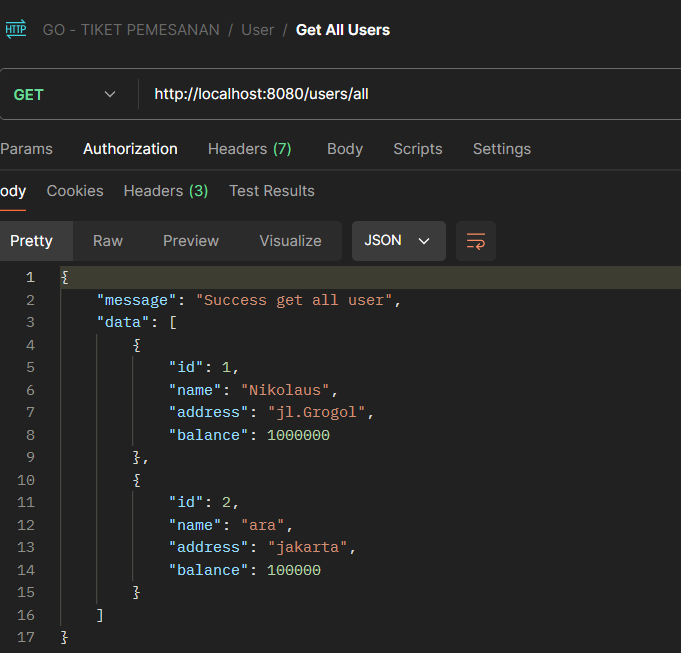 HTTP GO - TIKET PEMESANAN / User / Get All Users
GET http://localhost:8080/users/all
Params Authorization Headers (7) Body Scripts Settings
ody Cookies Headers (3) Test Results
Pretty Raw Preview Visualize JSON
1 {
2 "message": "Success get all user",
3 "data": [
4 {
5 "id": 1,
6 "name": "Nikolaus",
7 "address": "jl.Grogol",
8 "balance": 1000000
9 },
10 {
11 "id": 2,
12 "name": "ara",
13 "address": "jakarta",
14 "balance": 100000
15 }
16 ]
17 }